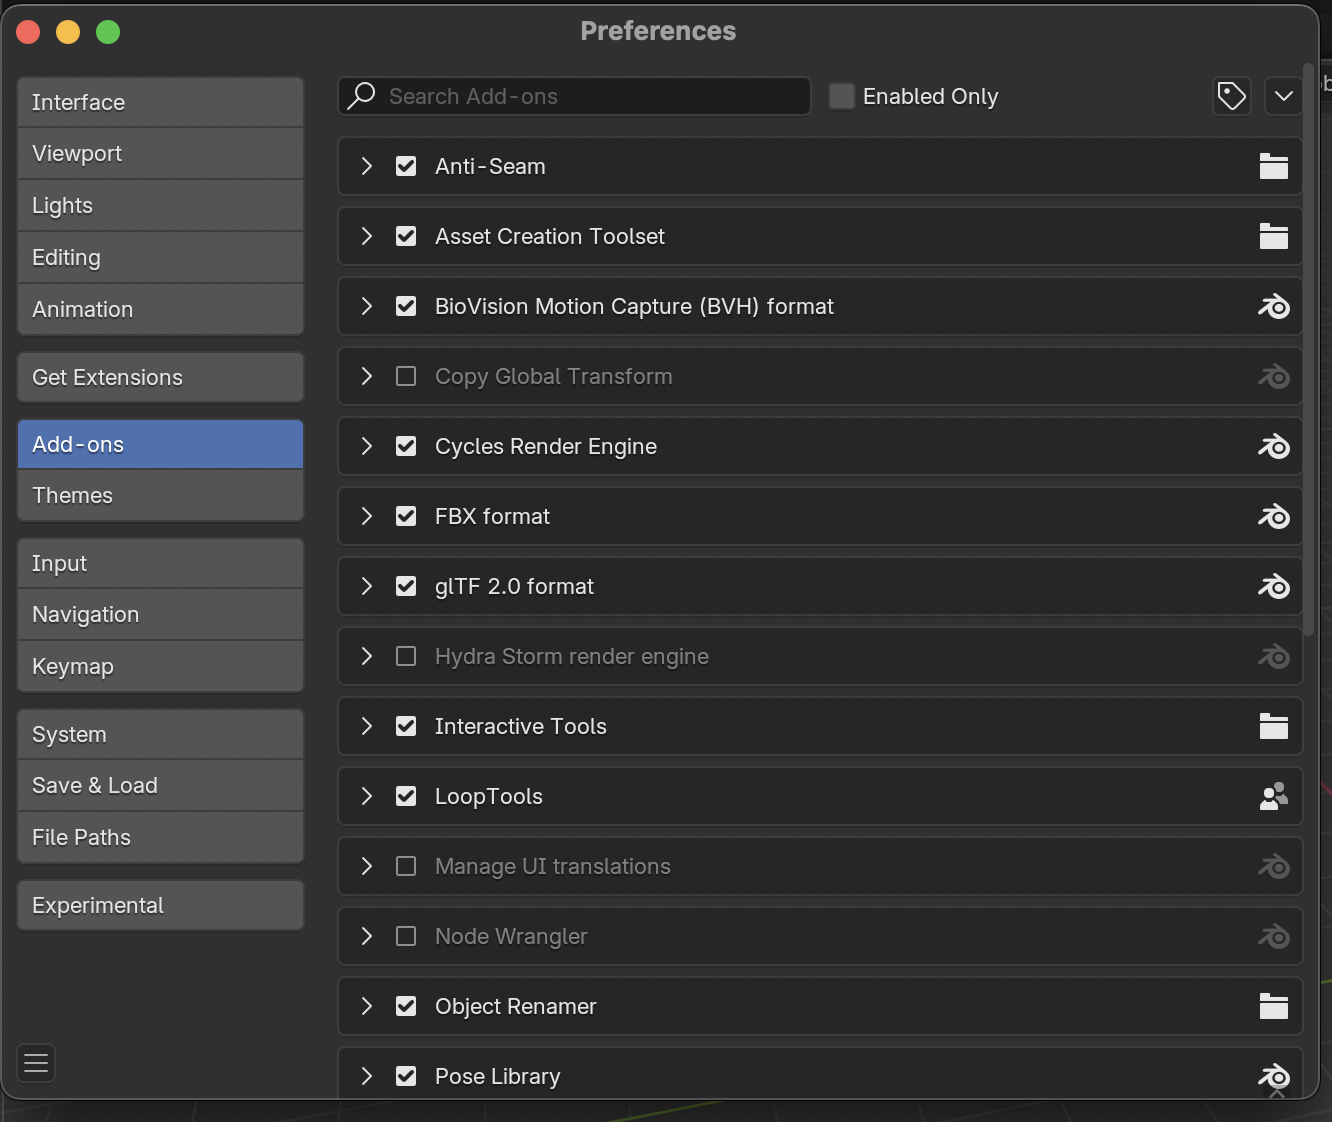 Preferences
Interface
Viewport
Lights
Editing
Animation
Get Extensions
Add-ons
Themes
Input
Navigation
Keymap
System
Save & Load
File Paths
Experimental
Search Add-ons
Enabled Only
Anti-Seam
Asset Creation Toolset
BioVision Motion Capture (BVH) format
Copy Global Transform
Cycles Render Engine
FBX format
glTF 2.0 format
Hydra Storm render engine
Interactive Tools
LoopTools
Manage UI translations
Node Wrangler
Object Renamer
Pose Library